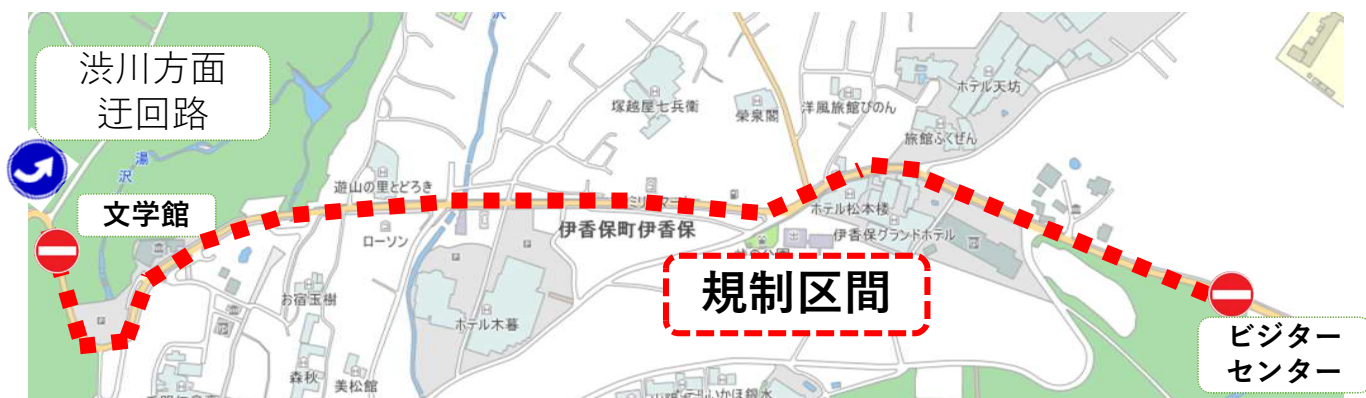 渋川方面
迂回路
湯
沢
沢
文学館
遊山の里とどろき
ローソン
お宿玉樹
森秋
美松館
ホテル木暮
塚越屋七兵衛
栄泉閣
洋風旅館ぴのん
ホテル天坊
旅館ふくぜん
伊香保町伊香保
ホテル松本楼
伊香保グランドホテル
規制区間
ビジター
センター